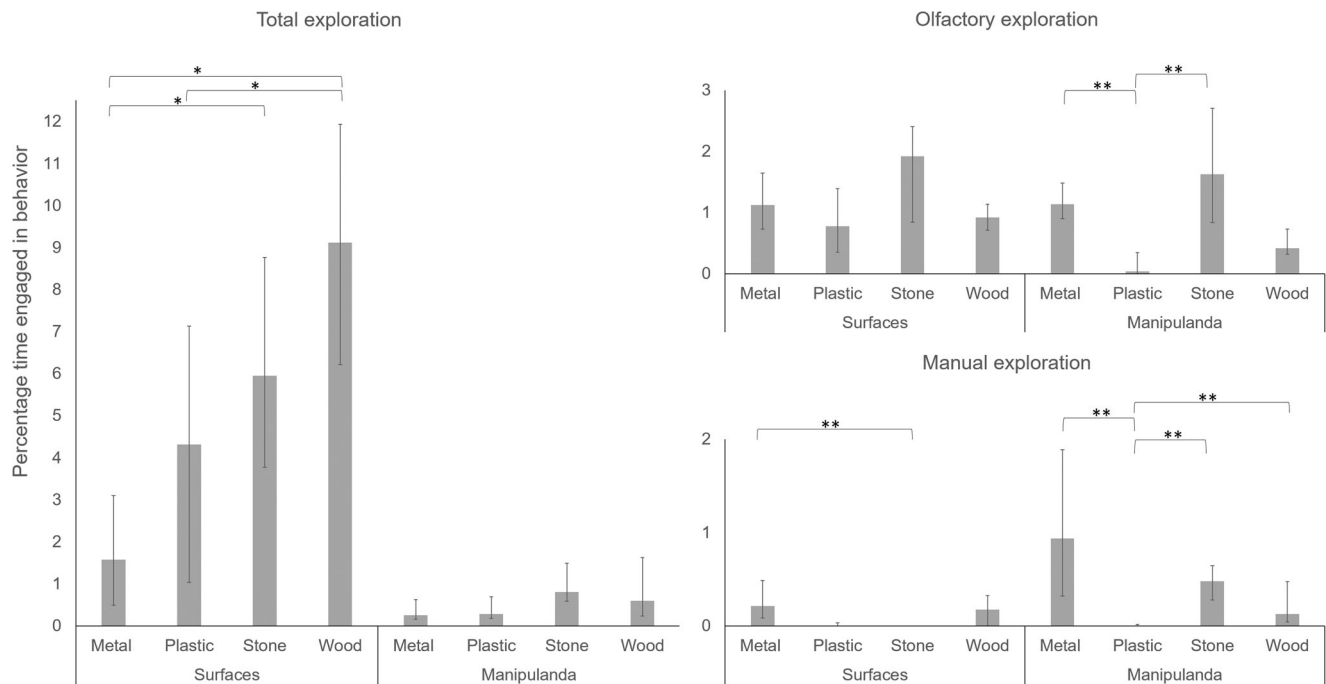 Total exploration
* 
*
*
Percentage time engaged in behavior
12
11
10
9
8
7
6
5
4
3
2
1
0
Metal Plastic Stone Wood Metal Plastic Stone Wood
Surfaces Manipulanda
Olfactory exploration
**
**
3
2
1
0
Metal Plastic Stone Wood Metal Plastic Stone Wood
Surfaces Manipulanda
Manual exploration
**
**
**
**
2
1
0
Metal Plastic Stone Wood Metal Plastic Stone Wood
Surfaces Manipulanda